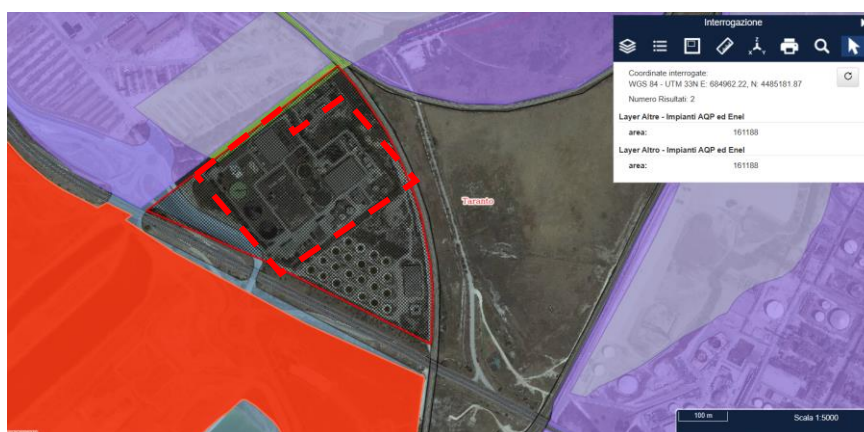 Interrogazione
Coordinate interrogate:
WGS 84 - UTM 33N E: 684962.22, N: 4485181.87
Numero Risultati: 2
Layer Altre - Impianti AQP ed Enel
area: 161188
Layer Altro - Impianti AQP ed Enel
area: 161188
Taranto
100 m
Scala 1:5000